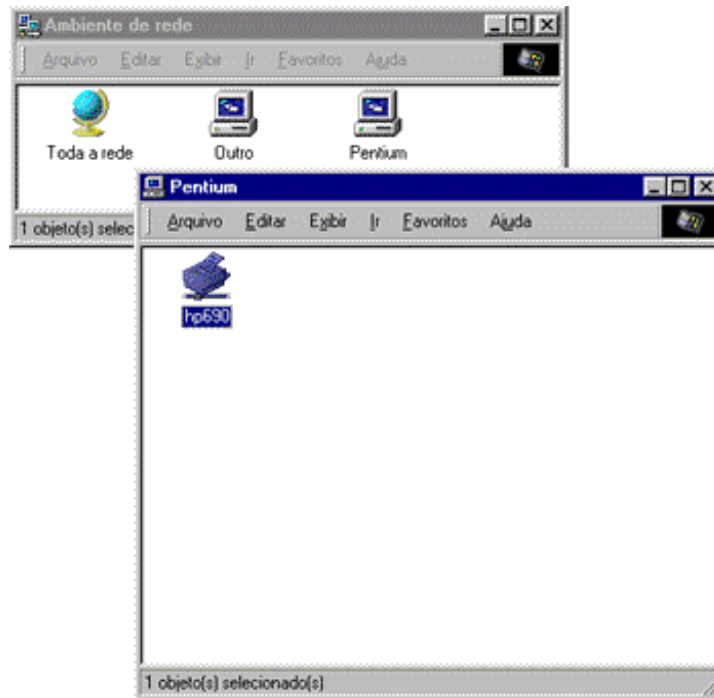 Ambiente de rede
Arquivo Editar Exibir Ir Favoritos Ajuda
Toda a rede Outro Pentium
1 objeto(s) selec
Pentium
Arquivo Editar Exibir Ir Favoritos Ajuda
hp690
1 objeto(s) selecionado(s)